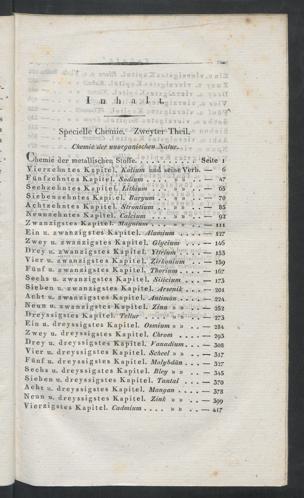 Inhalt.
Specielle Chemie. Zweyter Theil.
Chemie der unorganischen Natur.
Chemie der metallischen Stoffe. . . . . . . . . Seite 1
Vierzehntes Kapitel. Kalium und seine Verb. — 6
Fünfzehntes Kapitel. Sodium . . . . . — 47
Sechzehntes Kapitel. Lithium . . . . . — 68
Siebenzehntes Kapitel. Baryum . . . . — 72
Achtzehntes Kapitel. Strontium . . . . — 85
Neunzehntes Kapitel. Calcium . . . . — 92
Zwanzigstes Kapitel. Magnium . . . . — 111
Ein u. zwanzigstes Kapitel. Alumium . . . — 127
Zwey u. zwanzigstes Kapitel. Glycium . . — 146
Drey u. zwanzigstes Kapitel. Yttrium . . — 153
Vier u. zwanzigstes Kapitel. Zirkonium . . — 159
Fünf u. zwanzigstes Kapitel. Thorium . . — 167
Sechs u. zwanzigstes Kapitel. Silicium . . — 173
Sieben u. zwanzigstes Kapitel. Arsenik . . — 201
Acht u. zwanzigstes Kapitel. Antimon . . — 224
Neun u. zwanzigstes Kapitel. Zinn . . — 252
Dreyssigstes Kapitel. Tellur . . . . — 273
Ein u. dreyssigstes Kapitel. Osmium » » . . — 284
Zwey u. dreyssigstes Kapitel. Chrom . . . — 293
Drey u. dreyssigstes Kapitel. Vanadium . . — 308
Vier u. dreyssigstes Kapitel. Scheel » » . . — 317
Fünf u. dreyssigstes Kapitel. Molybdän . . . — 327
Sechs u. dreyssigstes Kapitel. Bley » » . . — 345
Sieben u. dreyssigstes Kapitel. Tantal . . . — 370
Acht u. dreyssigstes Kapitel. Mangan . . . — 378
Neun u. dreyssigstes Kapitel. Zink » » . . — 399
Vierzigstes Kapitel. Cadmium . . . . » » . . — 417